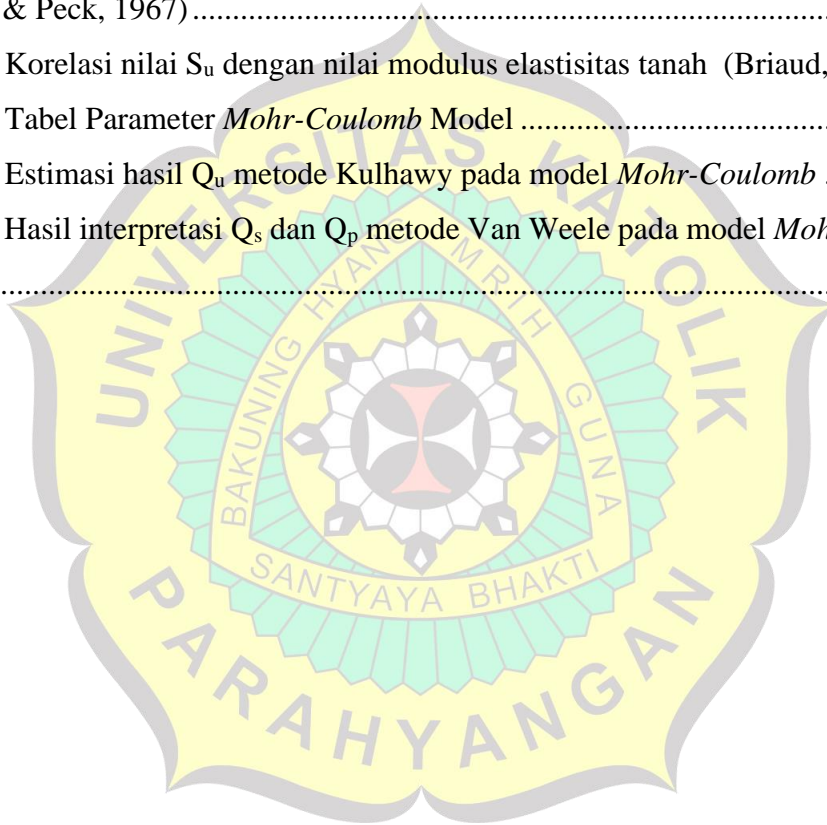 & Peck, 1967)..............................................................
Korelasi nilai Su dengan nilai modulus elastisitas tanah (Briaud,
Tabel Parameter Mohr-Coulomb Model ..............................
Estimasi hasil Qu metode Kulhawy pada model Mohr-Coulomb .
Hasil interpretasi Qs dan Qp metode Van Weele pada model Moh
..............................................................................................
UNIVERSITAS KATOLIK
BAKUNING HYANG MRIH GUNA
SANTYAYA BHAKTI
PARAHYANGAN